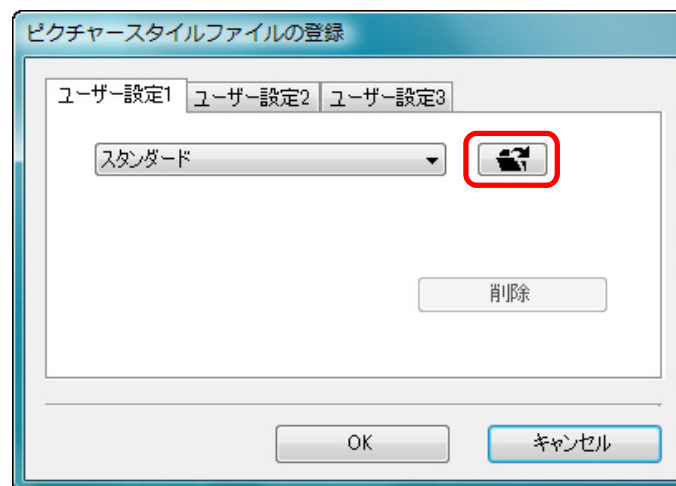 ピクチャースタイルファイルの登録
ユーザー設定1 ユーザー設定2 ユーザー設定3
スタンダード
削除
OK キャンセル